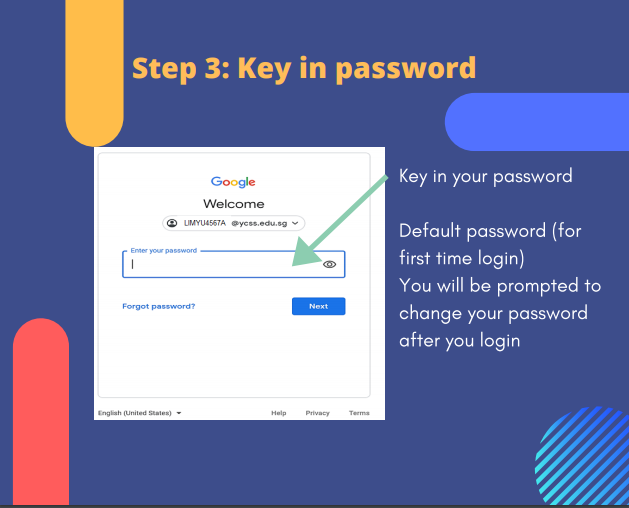 Step 3: Key in password
Google
Welcome
LIMYU4567A @ycss.edu.sg
Enter your password
Forgot password?
Next
English (United States)
Help Privacy Terms
Key in your password
Default password (for
first time login)
You will be prompted to
change your password
after you login